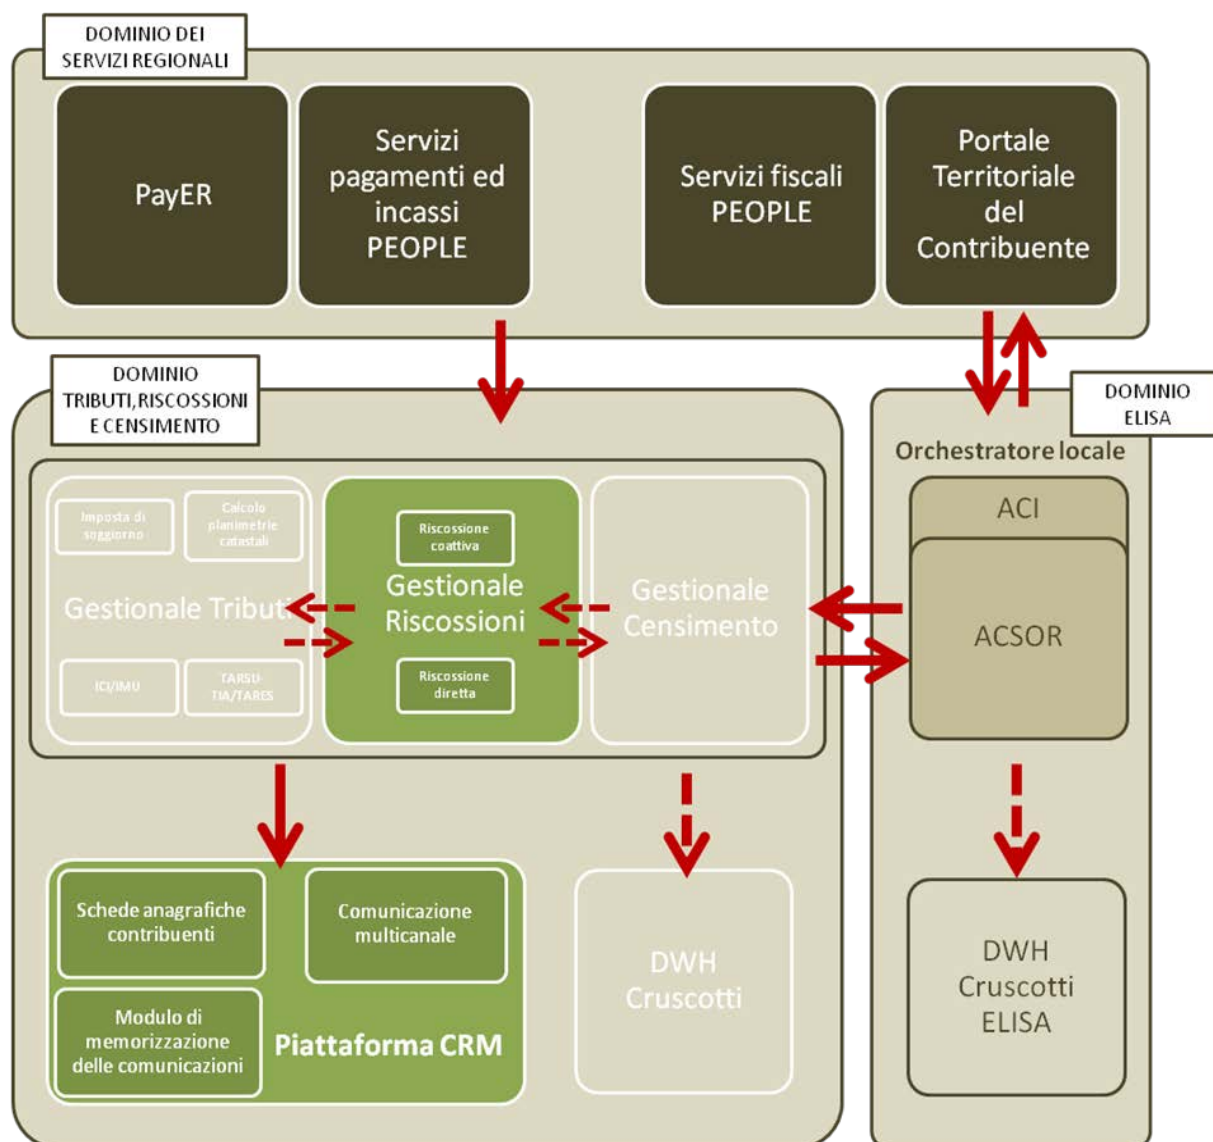 DOMINIO DEI
SERVIZI REGIONALI
PayER
Servizi
pagamenti ed
incassi
PEOPLE
Servizi fiscali
PEOPLE
Portale
Territoriale
del
Contribuente
DOMINIO
TRIBUTI, RISCOSSIONI
E CENSIMENTO
DOMINIO
ELISA
Orchestratore locale
Imposta di
soggiorno
Calcolo
planimetrie
catastali
Gestionale Tributi
ICI/IMU
TARSU-
TIA/TARES
Riscossione
coattiva
Gestionale
Riscossioni
Riscossione
diretta
Gestionale
Censimento
ACI
ACSOR
Schede anagrafiche
contribuenti
Comunicazione
multicanale
Modulo di
memorizzazione
delle comunicazioni
Piattaforma CRM
DWH
Cruscotti
DWH
Cruscotti
ELISA